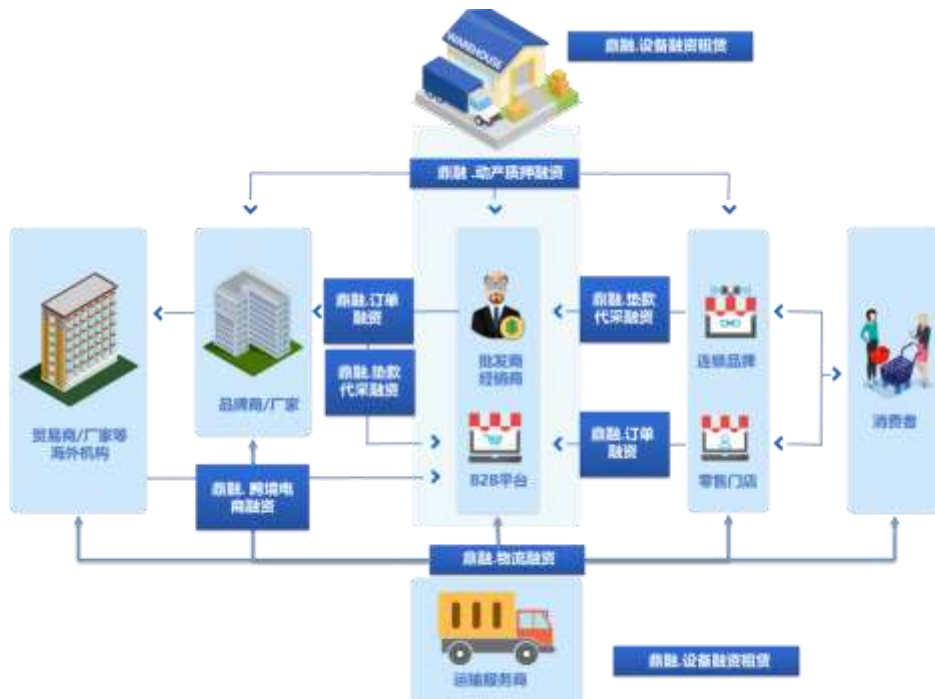 WAREHOUSE
鼎融.设备融资租赁
鼎融 .动产质押融资
鼎融.订单
融资
鼎融.垫款
代采融资
鼎融.垫款
代采融资
批发商
经销商
连锁品牌
品牌商/厂家
贸易商/厂家等
海外机构
消费者
鼎融.订单
融资
B2B平台
零售门店
鼎融. 跨境电
商融资
鼎融.物流融资
运输服务商
鼎融.设备融资租赁